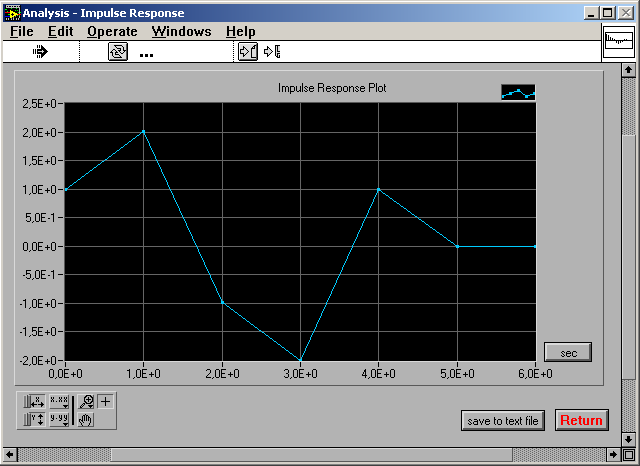 Analysis - Impulse Response
File Edit Operate Windows Help
...
Impulse Response Plot
2,5E+0
2,0E+0
1,5E+0
1,0E+0
5,0E-1
0,0E+0
-5,0E-1
-1,0E+0
-1,5E+0
-2,0E+0
0,0E+0 1,0E+0 2,0E+0 3,0E+0 4,0E+0 5,0E+0 6,0E+0
sec
X x.xx
Y y.yy
save to text file
Return